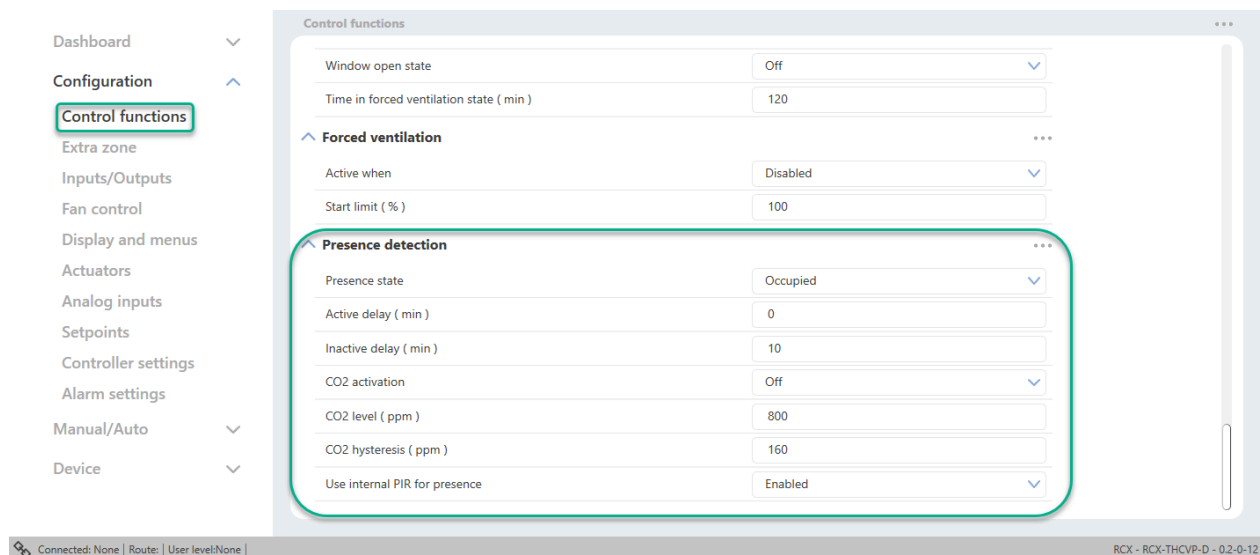 Dashboard
Configuration
Control functions
Extra zone
Inputs/Outputs
Fan control
Display and menus
Actuators
Analog inputs
Setpoints
Controller settings
Alarm settings
Manual/Auto
Device
Control functions
Window open state Off
Time in forced ventilation state ( min ) 120
Forced ventilation
Active when Disabled
Start limit ( % ) 100
Presence detection
Presence state Occupied
Active delay ( min ) 0
Inactive delay ( min ) 10
CO2 activation Off
CO2 level ( ppm ) 800
CO2 hysteresis ( ppm ) 160
Use internal PIR for presence Enabled
Connected: None | Route: | User level:None | RCX - RCX-THCVP-D - 0.2-0-12